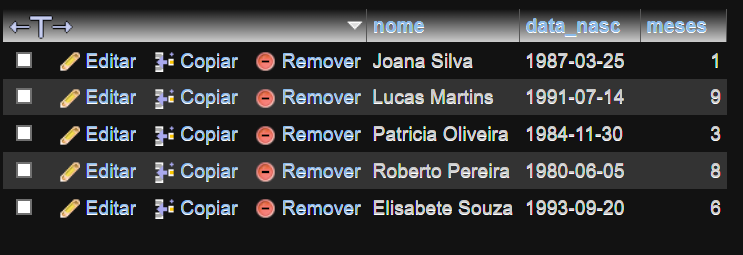 nome data_nasc meses
Editar Copiar Remover Joana Silva 1987-03-25 1
Editar Copiar Remover Lucas Martins 1991-07-14 9
Editar Copiar Remover Patricia Oliveira 1984-11-30 3
Editar Copiar Remover Roberto Pereira 1980-06-05 8
Editar Copiar Remover Elisabete Souza 1993-09-20 6